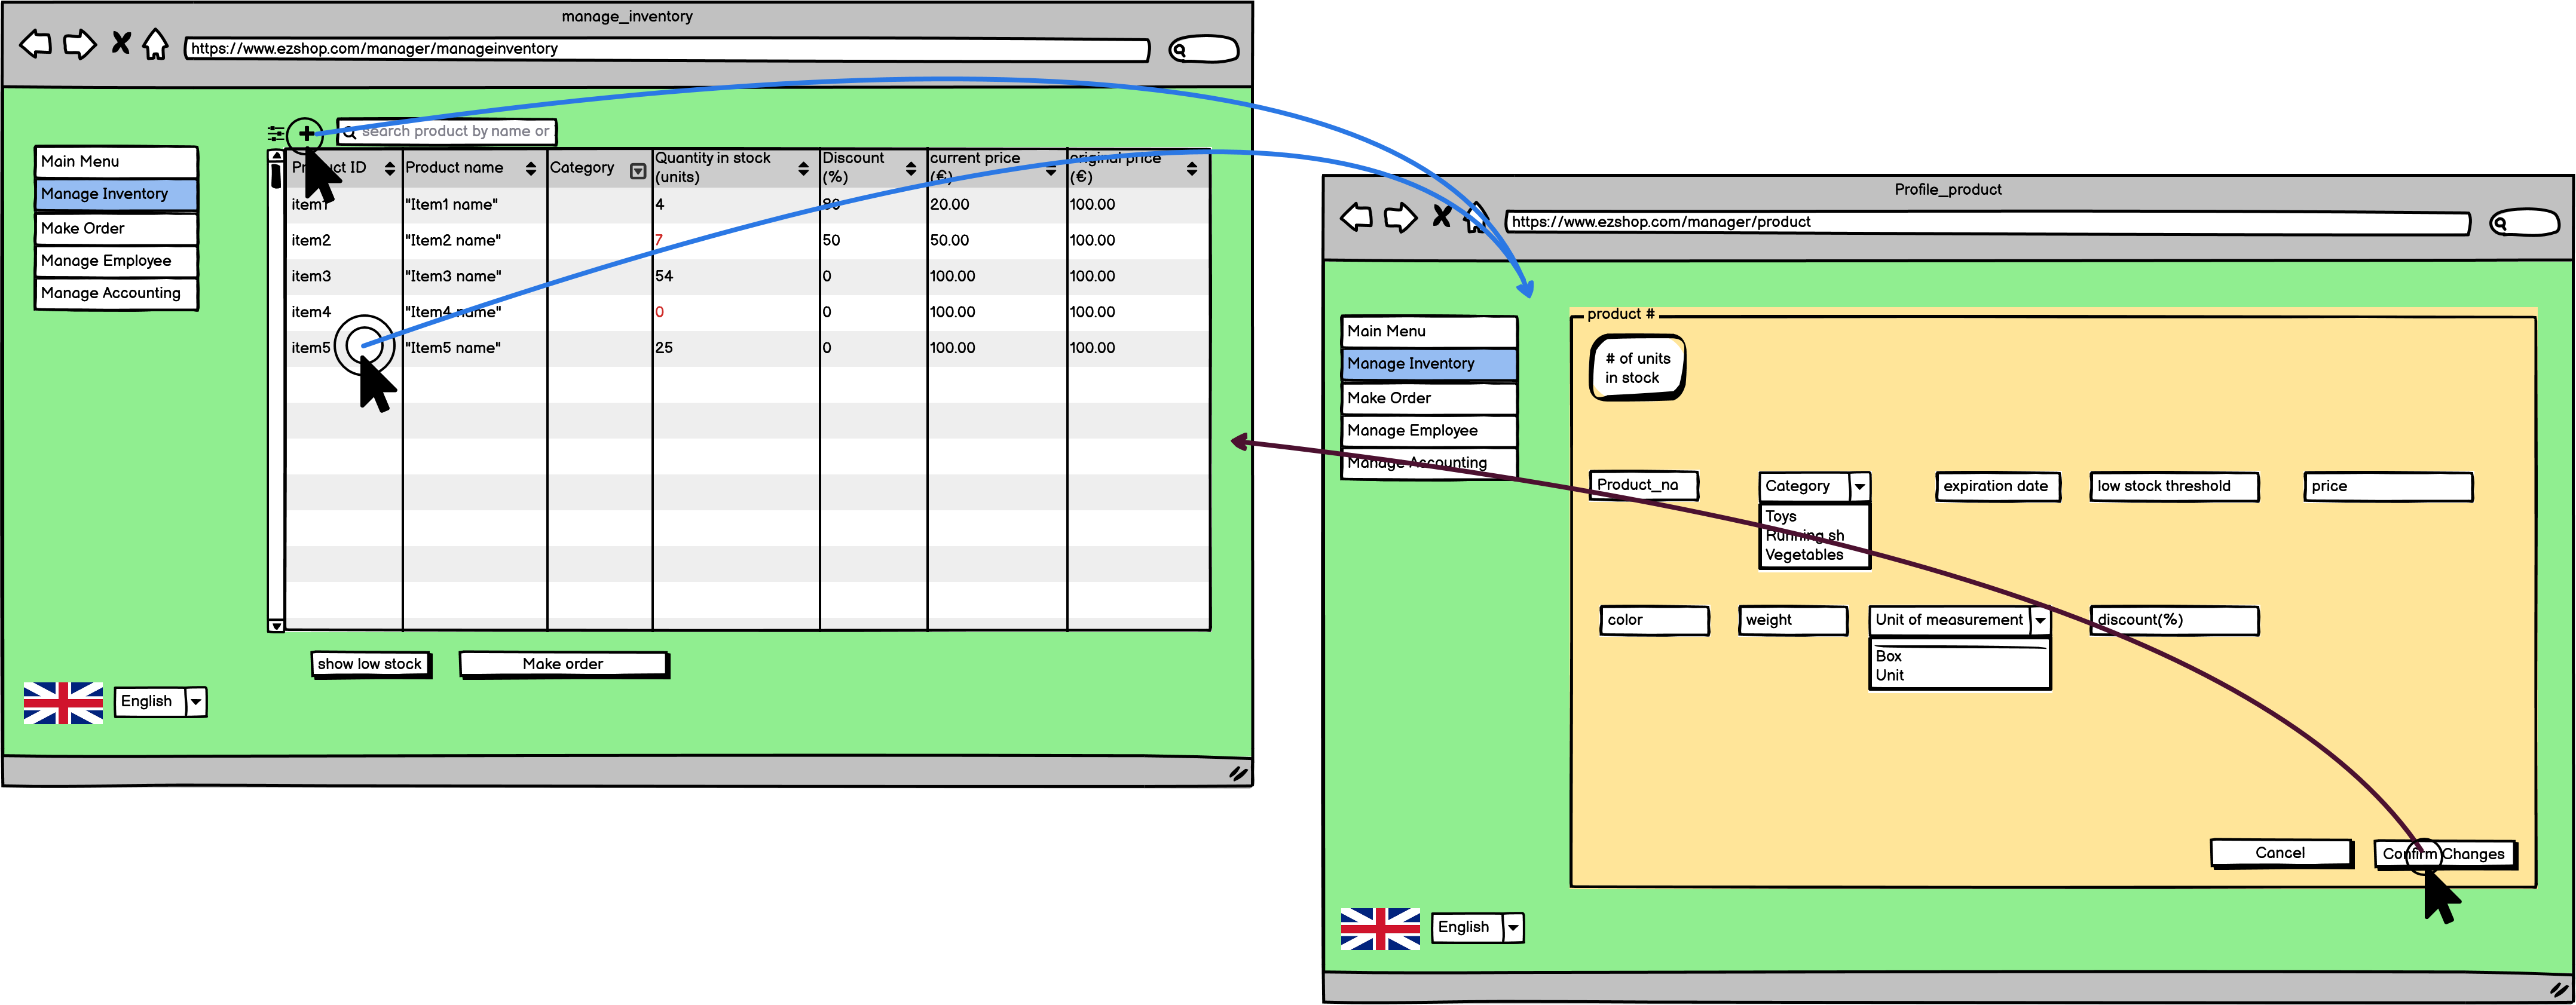 manage_inventory
https://www.ezshop.com/manager/manageinventory
search product by name or
Main Menu
Manage Inventory
Make Order
Manage Employee
Manage Accounting
Product ID Product name Category Quantity in stock (units) Discount (%) current price (€) original price (€)
item1 "Item1 name" 4 80 20.00 100.00
item2 "Item2 name" 7 50 50.00 100.00
item3 "Item3 name" 54 0 100.00 100.00
item4 "Item4 name" 0 0 100.00 100.00
item5 "Item5 name" 25 0 100.00 100.00
show low stock Make order
English
Profile_product
https://www.ezshop.com/manager/product
Main Menu
Manage Inventory
Make Order
Manage Employee
Manage Accounting
product #
# of units
in stock
Product_na Category expiration date low stock threshold price
Toys
Running sh
Vegetables
color weight Unit of measurement discount(%)
Box
Unit
Cancel Confirm Changes
English